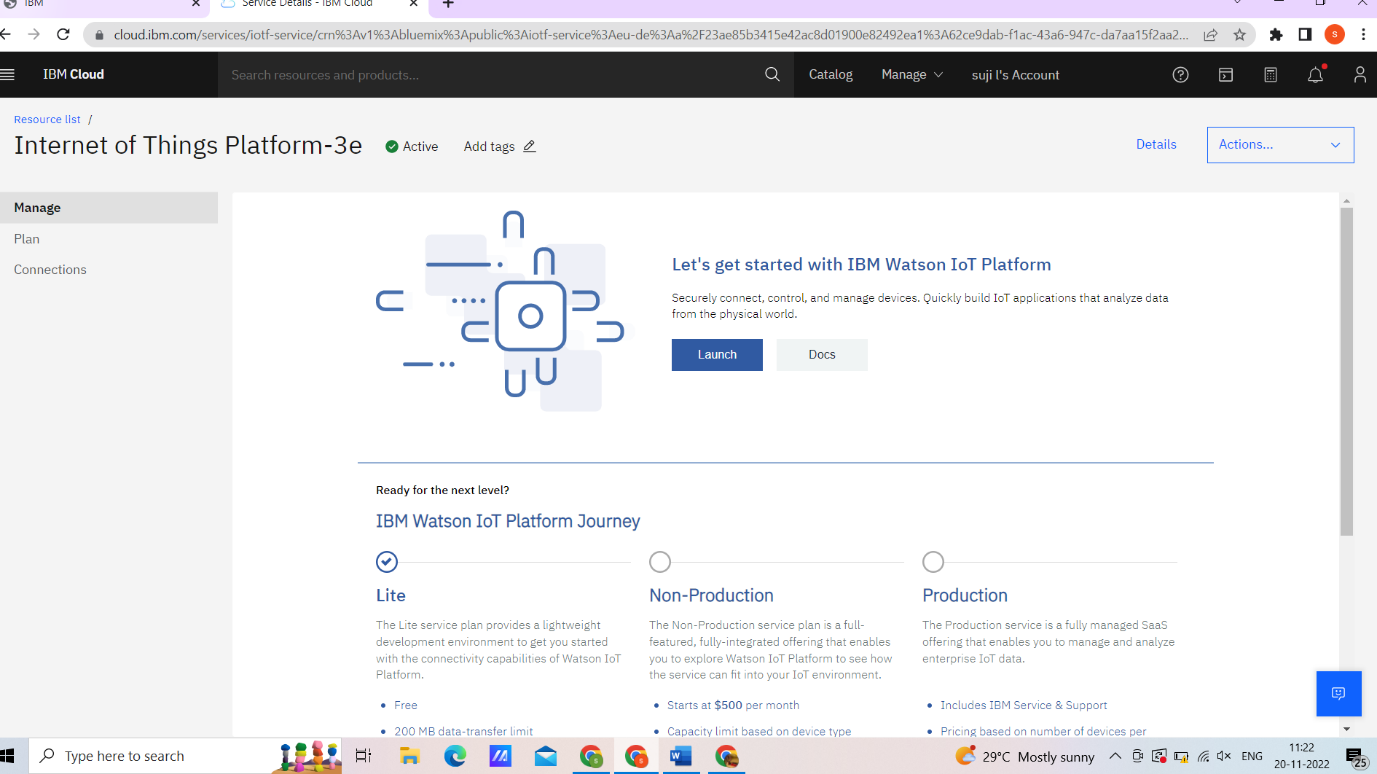 IBM
Service Details - IBM Cloud
cloud.ibm.com/services/iotf-service/crn%3Av1%3Abluemix%3Apublic%3Aiotf-service%3Aeu-de%3Aa%2F23ae85b3415e42ac8d01900e82492ea1%3A62ce9dab-f1ac-43a6-947c-da7aa15f2aa2...
S
IBM Cloud
Search resources and products...
Catalog
Manage
suji I's Account
Resource list /
Internet of Things Platform-3e
Active
Add tags
Details
Actions...
Manage
Plan
Connections
Let's get started with IBM Watson IoT Platform
Securely connect, control, and manage devices. Quickly build IoT applications that analyze data
from the physical world.
Launch
Docs
Ready for the next level?
IBM Watson IoT Platform Journey
Lite
The Lite service plan provides a lightweight
development environment to get you started
with the connectivity capabilities of Watson IoT
Platform.
• Free
• 200 MB data-transfer limit
Non-Production
The Non-Production service plan is a full-
featured, fully-integrated offering that enables
you to explore Watson IoT Platform to see how
the service can fit into your IoT environment.
• Starts at $500 per month
• Capacity limit based on device type
Production
The Production service is a fully managed SaaS
offering that enables you to manage and analyze
enterprise IoT data.
• Includes IBM Service & Support
• Pricing based on number of devices per
Type here to search
29°C Mostly sunny
ENG
11:22
20-11-2022
25